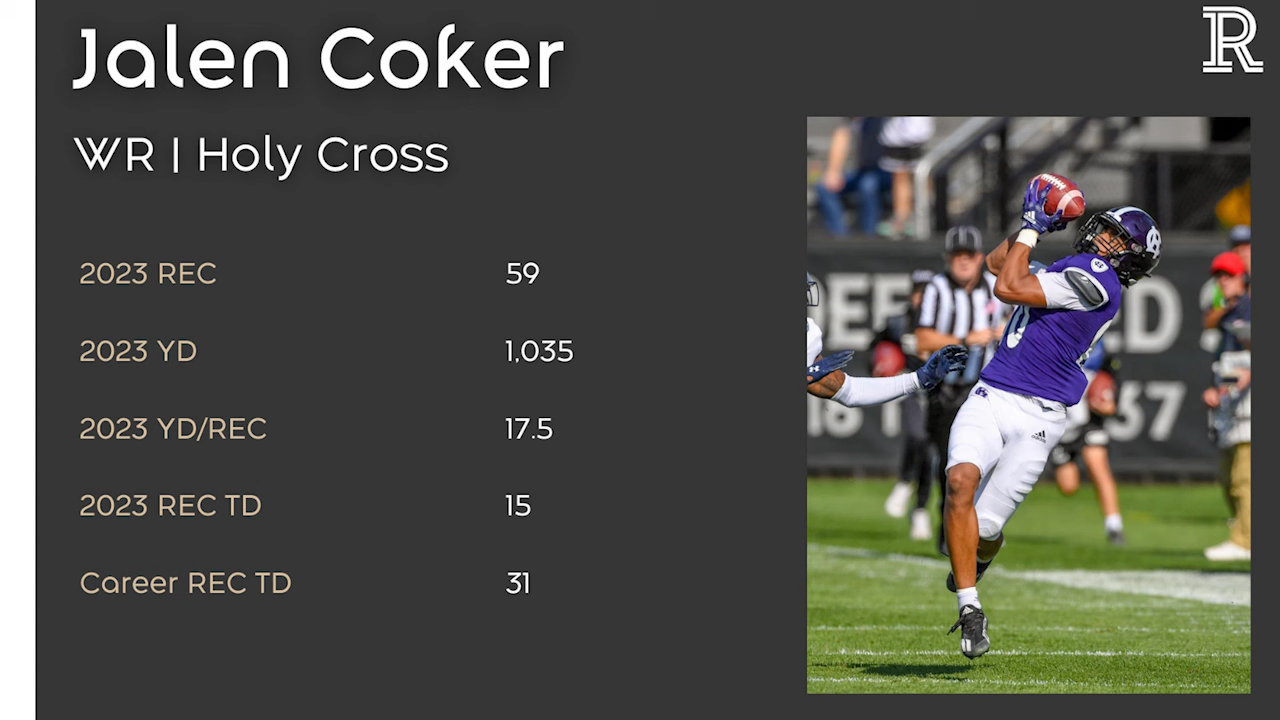 Jalen Coker
R
WR | Holy Cross
2023 REC 59
2023 YD 1,035
2023 YD/REC 17.5
2023 REC TD 15
Career REC TD 31